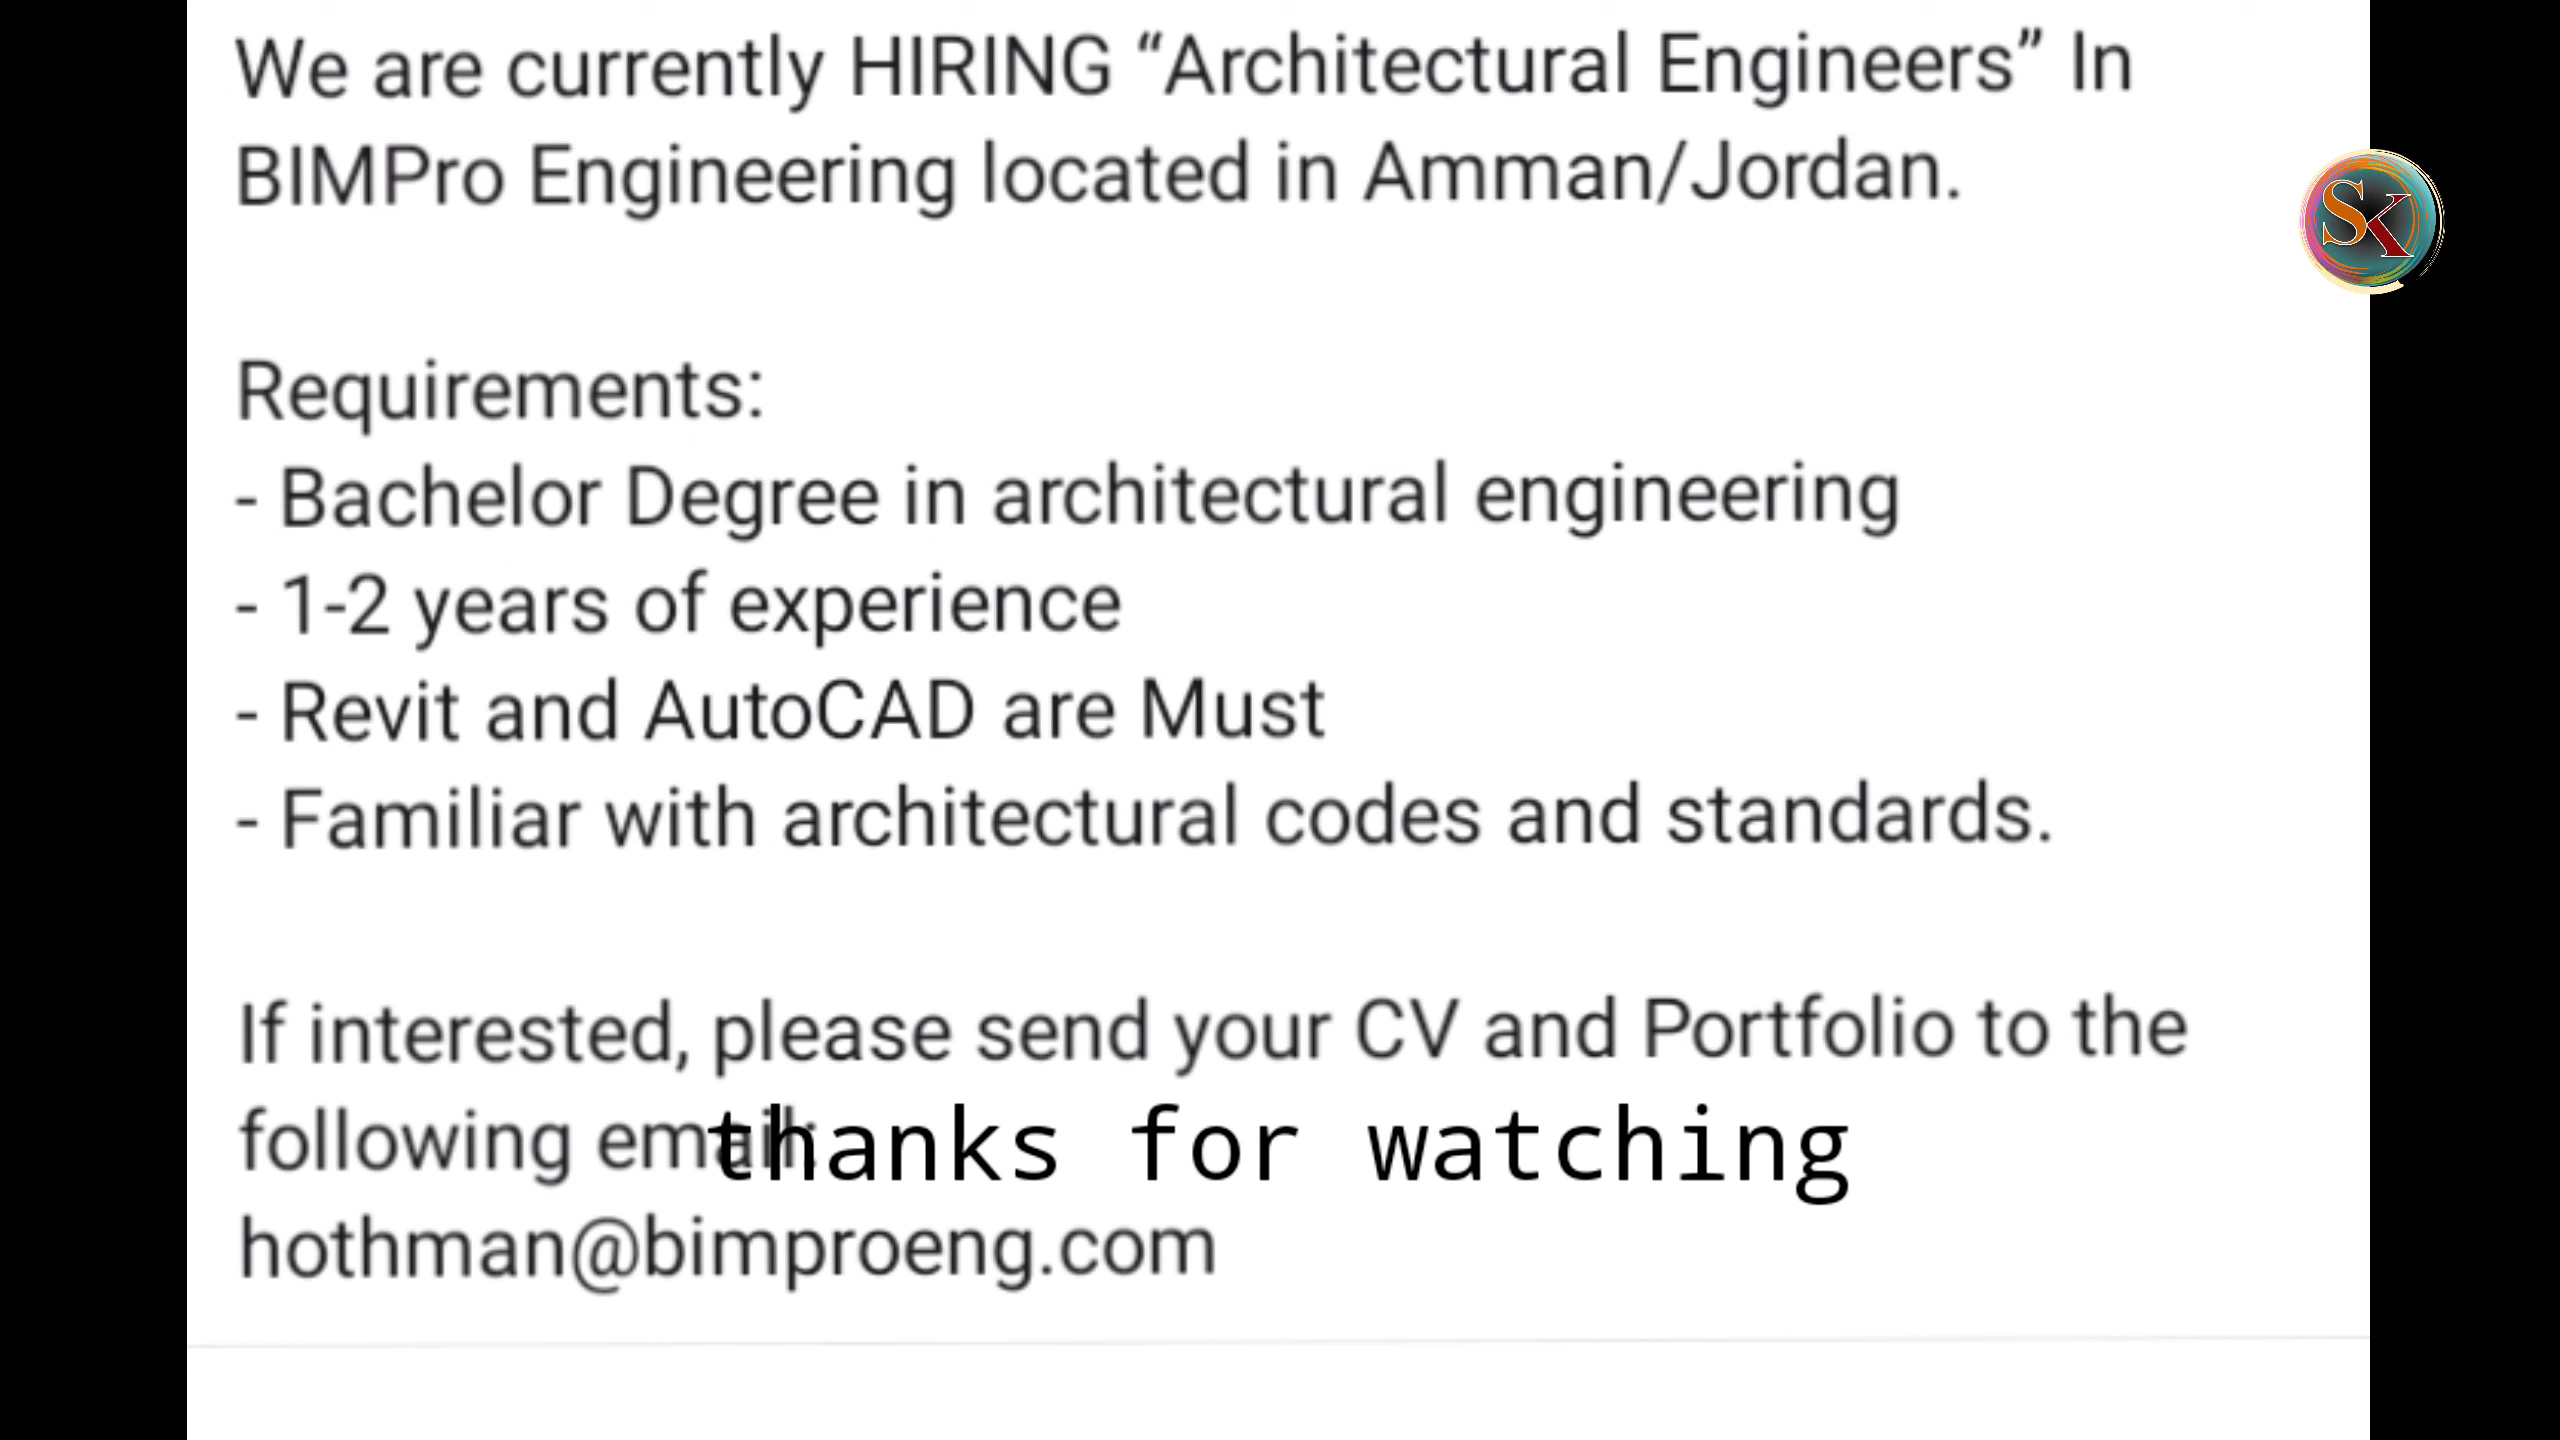 We are currently HIRING “Architectural Engineers” In
BIMPro Engineering located in Amman/Jordan.
SK
Requirements:
- Bachelor Degree in architectural engineering
- 1-2 years of experience
- Revit and AutoCAD are Must
- Familiar with architectural codes and standards.
If interested, please send your CV and Portfolio to the
following email:
thanks for watching
hothman@bimproeng.com